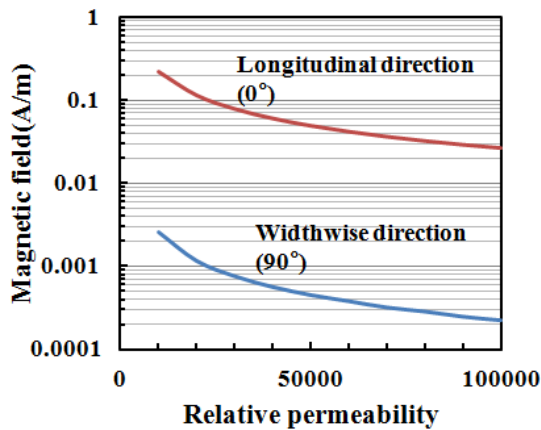 1
0.1
0.01
0.001
0.0001
Magnetic field(A/m)
Longitudinal direction
(0°)
Widthwise direction
(90°)
0
50000
100000
Relative permeability